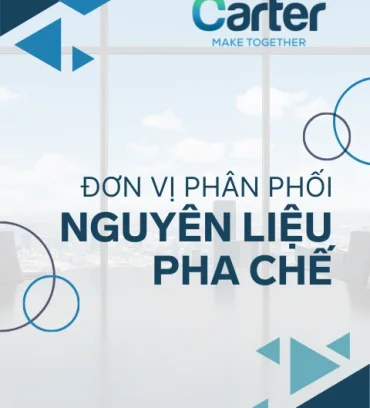 Carter
MAKE TOGETHER
ĐƠN VỊ PHÂN PHỐI
NGUYÊN LIỆU
PHA CHẾ